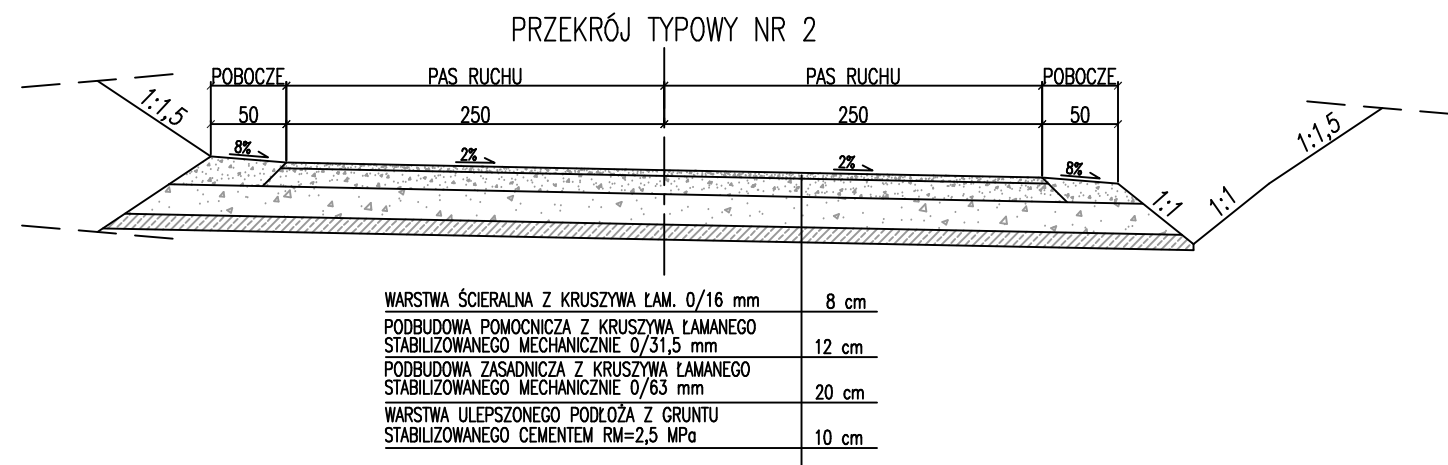 PRZEKRÓJ TYPOWY NR 2
POBOCZE PAS RUCHU PAS RUCHU POBOCZE
1:1,5 50 250 250 50 1:1,5
8% 2% 2% 8%
1:1 1:1
WARSTWA ŚCIERALNA Z KRUSZYWA ŁAM. 0/16 mm 8 cm
PODBUDOWA POMOCNICZA Z KRUSZYWA ŁAMANEGO
STABILIZOWANEGO MECHANICZNIE 0/31,5 mm 12 cm
PODBUDOWA ZASADNICZA Z KRUSZYWA ŁAMANEGO
STABILIZOWANEGO MECHANICZNIE 0/63 mm 20 cm
WARSTWA ULEPSZONEGO PODŁOŻA Z GRUNTU
STABILIZOWANEGO CEMENTEM RM=2,5 MPa 10 cm